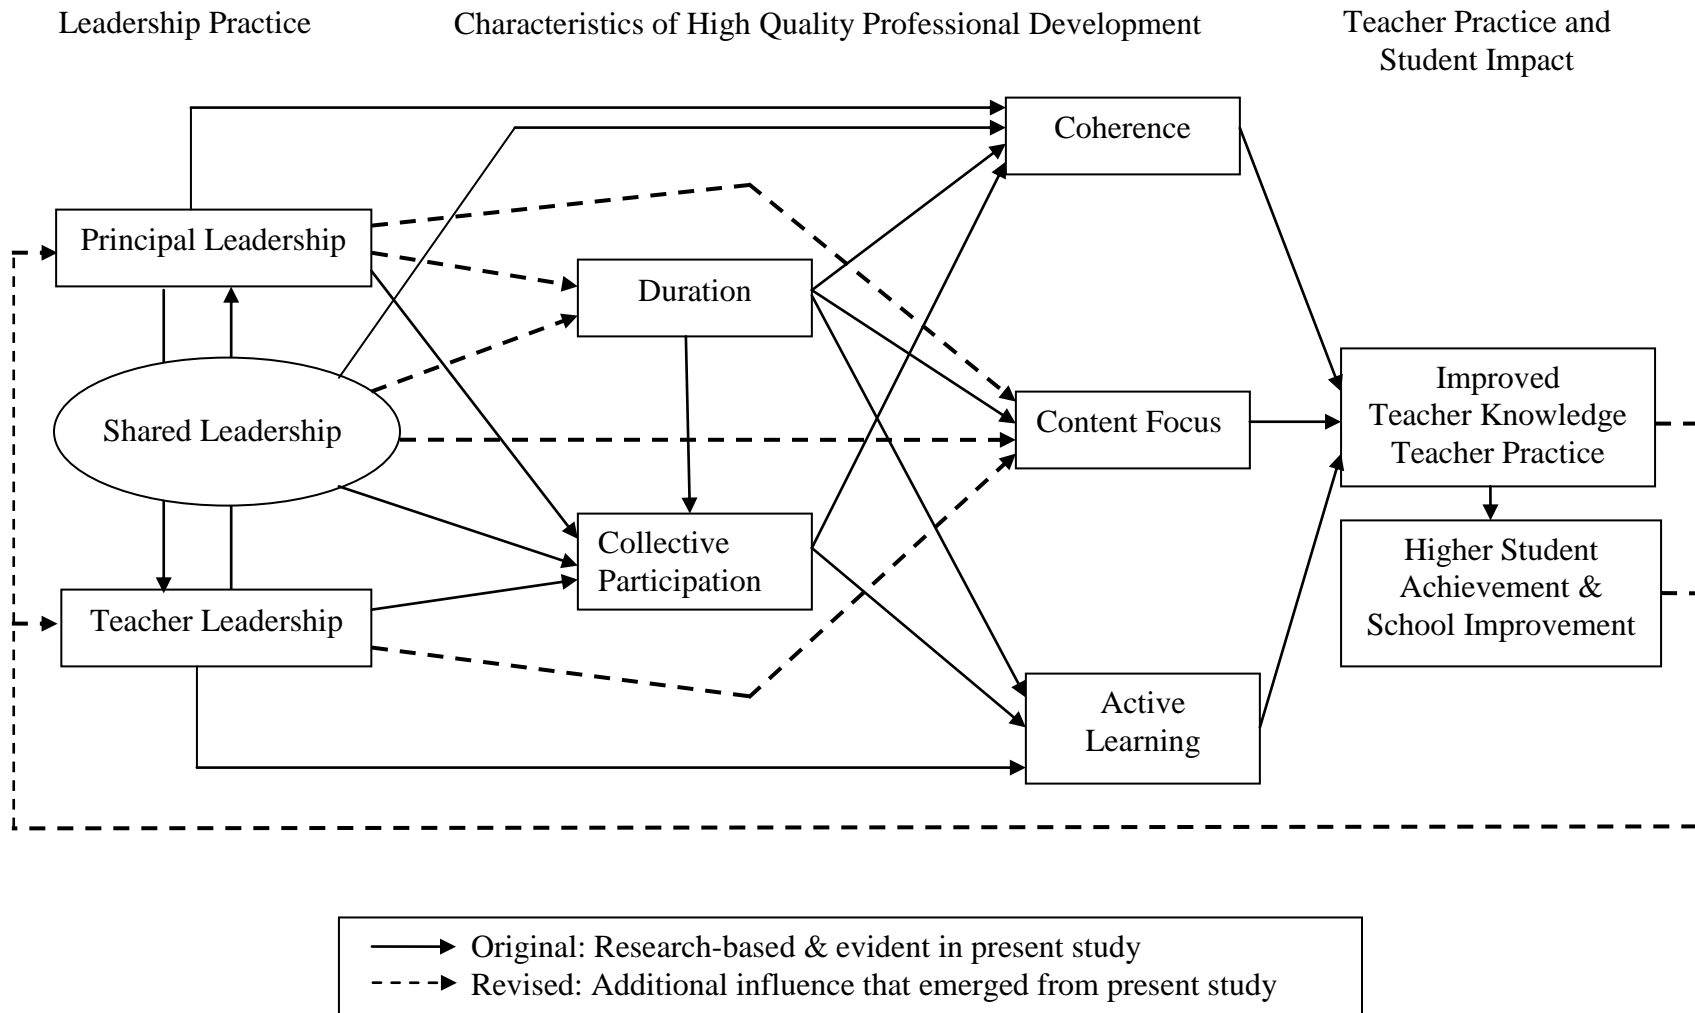 Leadership Practice
Characteristics of High Quality Professional Development
Teacher Practice and
Student Impact
Coherence
Principal Leadership
Duration
Shared Leadership
Content Focus
Improved
Teacher Knowledge
Teacher Practice
Collective
Participation
Higher Student
Achievement &
School Improvement
Teacher Leadership
Active
Learning
Original: Research-based & evident in present study
Revised: Additional influence that emerged from present study